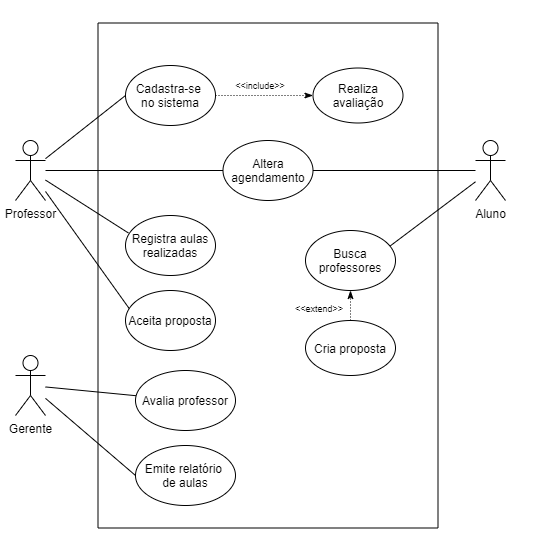 Cadastra-se
no sistema
<<include>>
Realiza
avaliação
Altera
agendamento
Professor
Aluno
Registra aulas
realizadas
Busca
professores
<<extend>>
Aceita proposta
Cria proposta
Gerente
Avalia professor
Emite relatório
de aulas